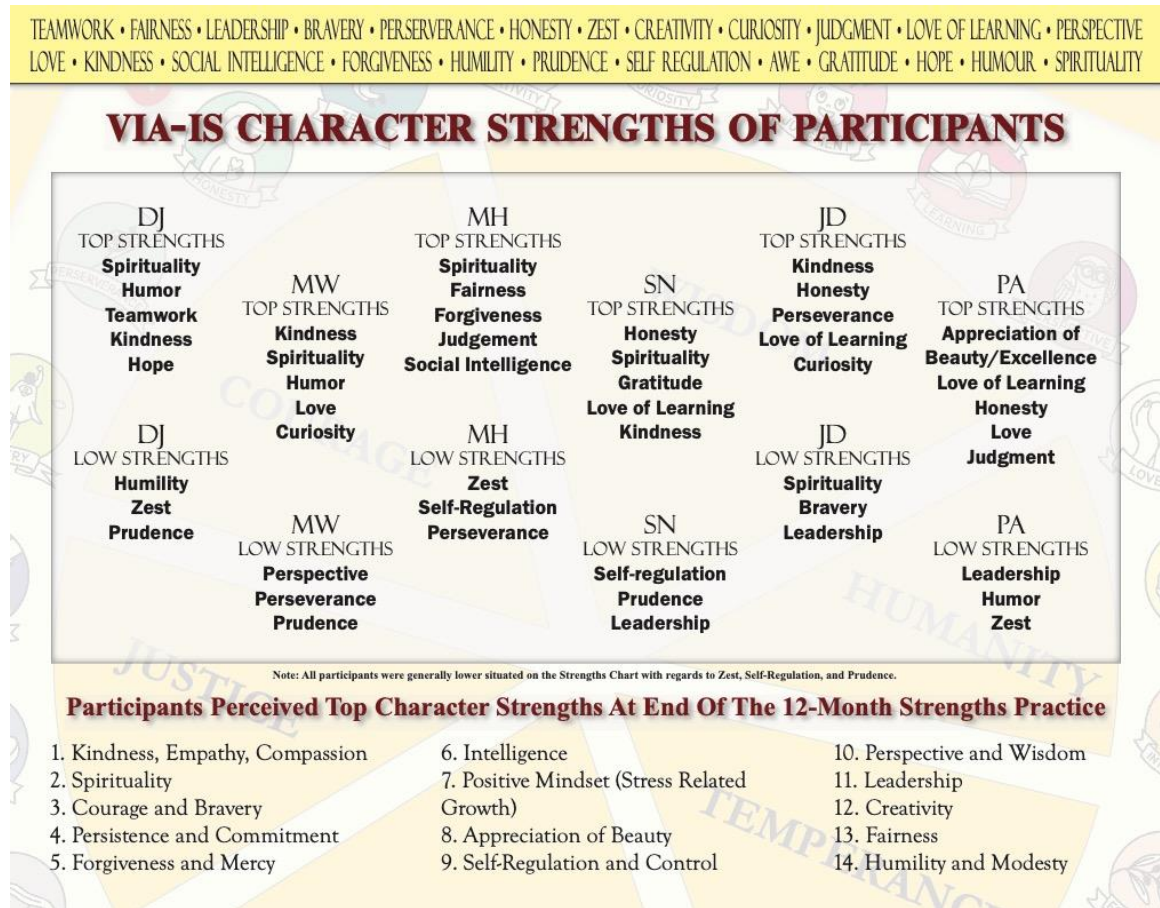 TEAMWORK • FAIRNESS • LEADERSHIP • BRAVERY • PERSERVERANCE • HONESTY • ZEST • CREATIVITY • CURIOSITY • JUDGMENT • LOVE OF LEARNING • PERSPECTIVE
LOVE • KINDNESS • SOCIAL INTELLIGENCE • FORGIVENESS • HUMILITY • PRUDENCE • SELF REGULATION • AWE • GRATITUDE • HOPE • HUMOUR • SPIRITUALITY
VIA-IS CHARACTER STRENGTHS OF PARTICIPANTS
DJ
TOP STRENGTHS
Spirituality
Humor
Teamwork
Kindness
Hope
DJ
LOW STRENGTHS
Humility
Zest
Prudence
MW
TOP STRENGTHS
Kindness
Spirituality
Humor
Love
Curiosity
MW
LOW STRENGTHS
Perspective
Perseverance
Prudence
MH
TOP STRENGTHS
Spirituality
Fairness
Forgiveness
Judgement
Social Intelligence
MH
LOW STRENGTHS
Zest
Self-Regulation
Perseverance
SN
TOP STRENGTHS
Honesty
Spirituality
Gratitude
Love of Learning
Kindness
SN
LOW STRENGTHS
Self-regulation
Prudence
Leadership
JD
TOP STRENGTHS
Kindness
Honesty
Perseverance
Love of Learning
Curiosity
JD
LOW STRENGTHS
Spirituality
Bravery
Leadership
PA
TOP STRENGTHS
Appreciation of
Beauty/Excellence
Love of Learning
Honesty
Love
Judgment
PA
LOW STRENGTHS
Leadership
Humor
Zest
Note: All participants were generally lower situated on the Strengths Chart with regards to Zest, Self-Regulation, and Prudence.
Participants Perceived Top Character Strengths At End Of The 12-Month Strengths Practice
1. Kindness, Empathy, Compassion
2. Spirituality
3. Courage and Bravery
4. Persistence and Commitment
5. Forgiveness and Mercy
6. Intelligence
7. Positive Mindset (Stress Related
Growth)
8. Appreciation of Beauty
9. Self-Regulation and Control
10. Perspective and Wisdom
11. Leadership
12. Creativity
13. Fairness
14. Humility and Modesty
HONESTY
LEARNING
WISDOM
COURAGE
HUMANITY
JUSTICE
LOVE